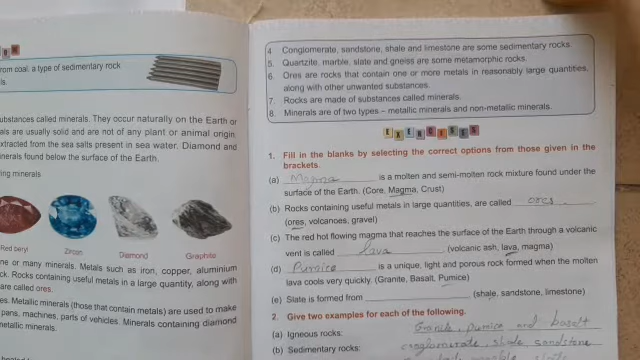 from coal, a type of sedimentary rock
ls.
ubstances called minerals. They occur naturally on the Earth or
als are usually solid and are not of any plant or animal origin.
xtracted from the sea salts present in sea water. Diamond and
inerals found below the surface of the Earth.
ing minerals
Red beryl Zircon Diamond Graphite
ne or many minerals. Metals such as iron, copper, aluminium
ck. Rocks containing useful metals in a large quantity, along with
are called ores.
es. Metallic minerals (those that contain metals) are used to make
pans, machines, parts of vehicles. Minerals containing diamond
metallic minerals.
4 Conglomerate, sandstone, shale and limestone are some sedimentary rocks.
5. Quartzite, marble, slate and gneiss are some metamorphic rocks.
6. Ores are rocks that contain one or more metals in reasonably large quantities,
along with other unwanted substances.
7. Rocks are made of substances called minerals.
8. Minerals are of two types – metallic minerals and non-metallic minerals.
EXERCISES
1. Fill in the blanks by selecting the correct options from those given in the
brackets.
(a) Magma is a molten and semi-molten rock mixture found under the
surface of the Earth. (Core, Magma, Crust)
(b) Rocks containing useful metals in large quantities, are called ores.
(ores, volcanoes, gravel)
(c) The red hot flowing magma that reaches the surface of the Earth through a volcanic
vent is called lava (volcanic ash, lava, magma)
(d) Pumice is a unique, light and porous rock formed when the molten
lava cools very quickly. (Granite, Basalt, Pumice)
(e) Slate is formed from (shale, sandstone, limestone)
2. Give two examples for each of the following.
(a) Igneous rocks: Granite, pumice and basalt
(b) Sedimentary rocks: conglomerate, shale sandstone